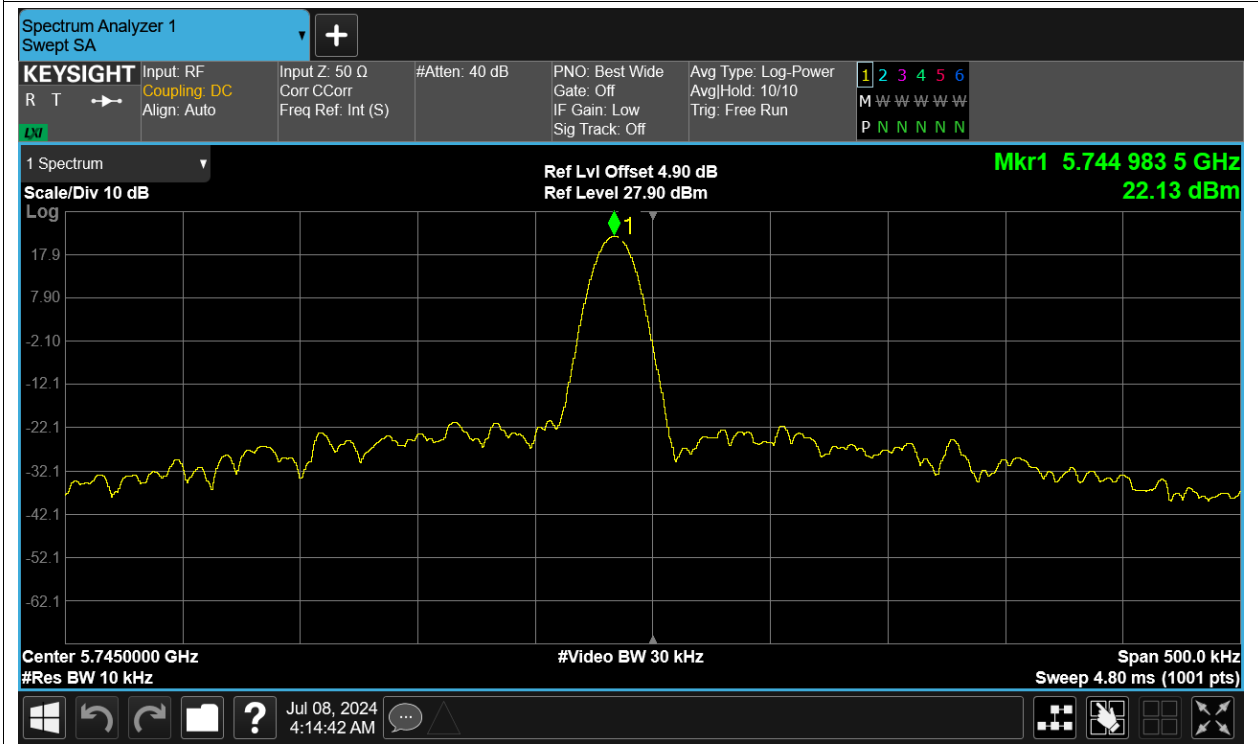 Spectrum Analyzer 1
Swept SA
+
KEYSIGHT Input: RF Input Z: 50 Ω #Atten: 40 dB PNO: Best Wide Avg Type: Log-Power 1 2 3 4 5 6
R T Coupling: DC Corr CCorr Gate: Off Avg|Hold: 10/10 M W W W W W
Align: Auto Freq Ref: Int (S) IF Gain: Low Trig: Free Run
LXI Sig Track: Off P N N N N N
1 Spectrum
Scale/Div 10 dB
Ref Lvl Offset 4.90 dB
Ref Level 27.90 dBm
Mkr1 5.744 983 5 GHz
22.13 dBm
Log
1
17.9
7.90
-2.10
-12.1
-22.1
-32.1
-42.1
-52.1
-62.1
Center 5.7450000 GHz #Video BW 30 kHz Span 500.0 kHz
#Res BW 10 kHz Sweep 4.80 ms (1001 pts)
?
Jul 08, 2024
4:14:42 AM